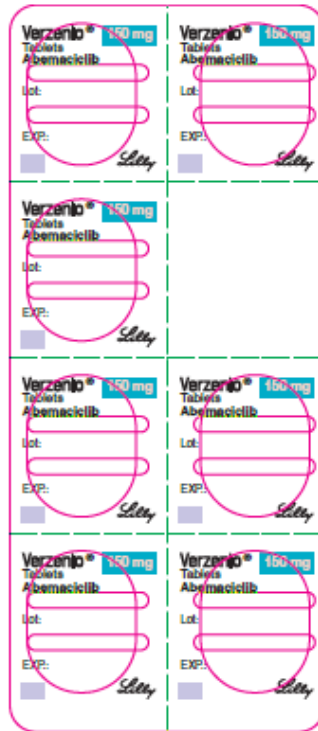 Verzenio® 150 mg
Tablets
Abemaciclib
Lot:
EXP.:
Lilly
Verzenio® 150 mg
Tablets
Abemaciclib
Lot:
EXP.:
Lilly
Verzenio® 150 mg
Tablets
Abemaciclib
Lot:
EXP.:
Lilly
Verzenio® 150 mg
Tablets
Abemaciclib
Lot:
EXP.:
Lilly
Verzenio® 150 mg
Tablets
Abemaciclib
Lot:
EXP.:
Lilly
Verzenio® 150 mg
Tablets
Abemaciclib
Lot:
EXP.:
Lilly
Verzenio® 150 mg
Tablets
Abemaciclib
Lot:
EXP.:
Lilly